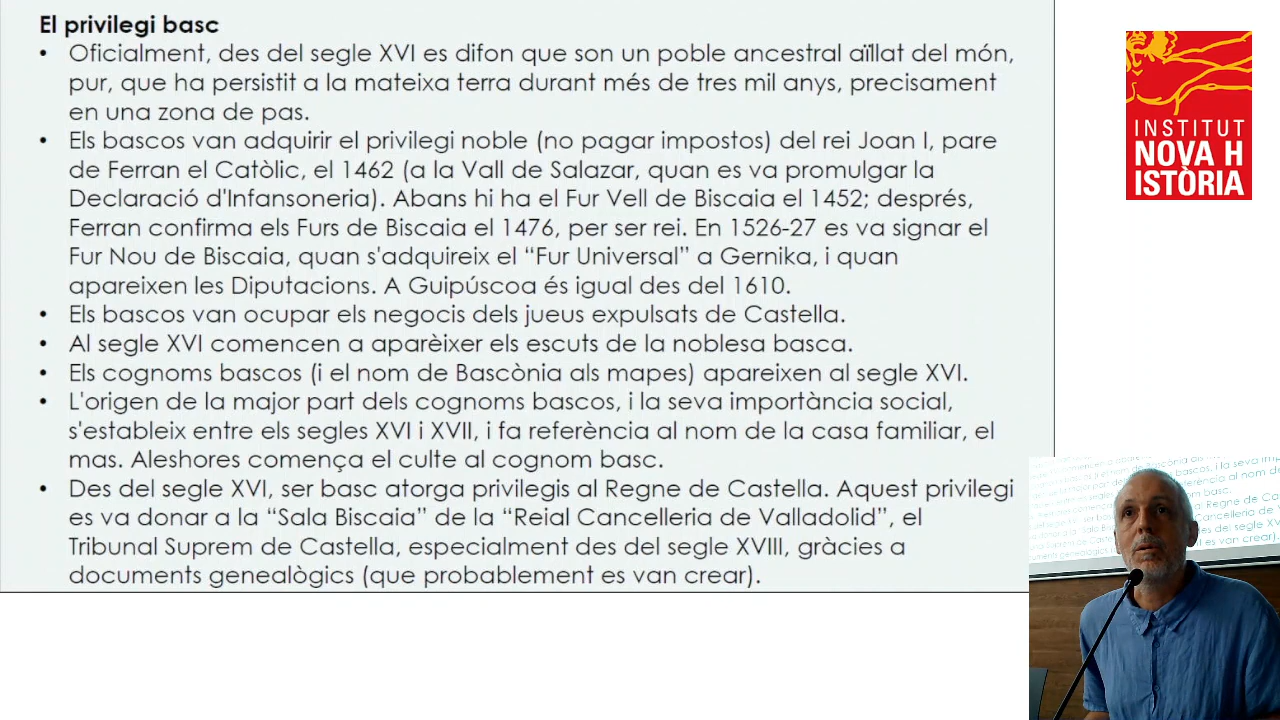 El privilegi basc
• Oficialment, des del segle XVI es difon que son un poble ancestral aïllat del món,
pur, que ha persistit a la mateixa terra durant més de tres mil anys, precisament
en una zona de pas.
• Els bascos van adquirir el privilegi noble (no pagar impostos) del rei Joan I, pare
de Ferran el Catòlic, el 1462 (a la Vall de Salazar, quan es va promulgar la
Declaració d'Infansoneria). Abans hi ha el Fur Vell de Biscaia el 1452; després,
Ferran confirma els Furs de Biscaia el 1476, per ser rei. En 1526-27 es va signar el
Fur Nou de Biscaia, quan s'adquireix el “Fur Universal” a Gernika, i quan
apareixen les Diputacions. A Guipúscoa és igual des del 1610.
• Els bascos van ocupar els negocis dels jueus expulsats de Castella.
• Al segle XVI comencen a aparèixer els escuts de la noblesa basca.
• Els cognoms bascos (i el nom de Bascònia als mapes) apareixen al segle XVI.
• L'origen de la major part dels cognoms bascos, i la seva importància social,
s'estableix entre els segles XVI i XVII, i fa referència al nom de la casa familiar, el
mas. Aleshores comença el culte al cognom basc.
• Des del segle XVI, ser basc atorga privilegis al Regne de Castella. Aquest privilegi
es va donar a la “Sala Biscaia” de la “Reial Cancelleria de Valladolid”, el
Tribunal Suprem de Castella, especialment des del segle XVIII, gràcies a
documents genealògics (que probablement es van crear).
INSTITUT
NOVA H
ISTÒRIA